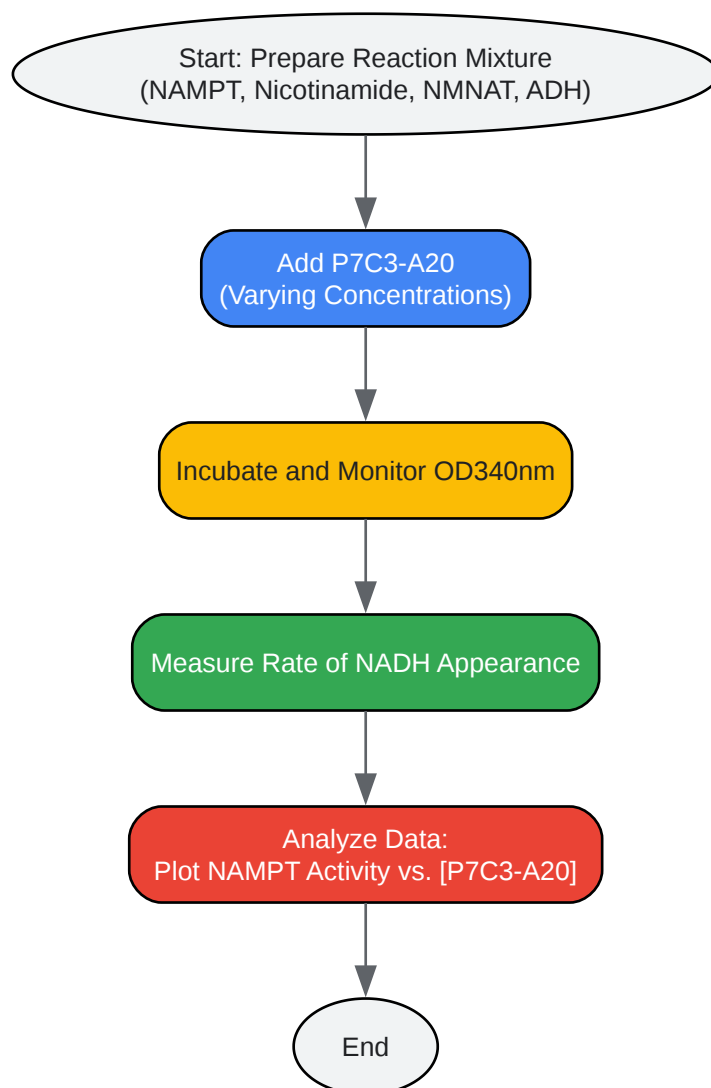 Start: Prepare Reaction Mixture
(NAMPT, Nicotinamide, NMNAT, ADH)
Add P7C3-A20
(Varying Concentrations)
Incubate and Monitor OD340nm
Measure Rate of NADH Appearance
Analyze Data:
Plot NAMPT Activity vs. [P7C3-A20]
End